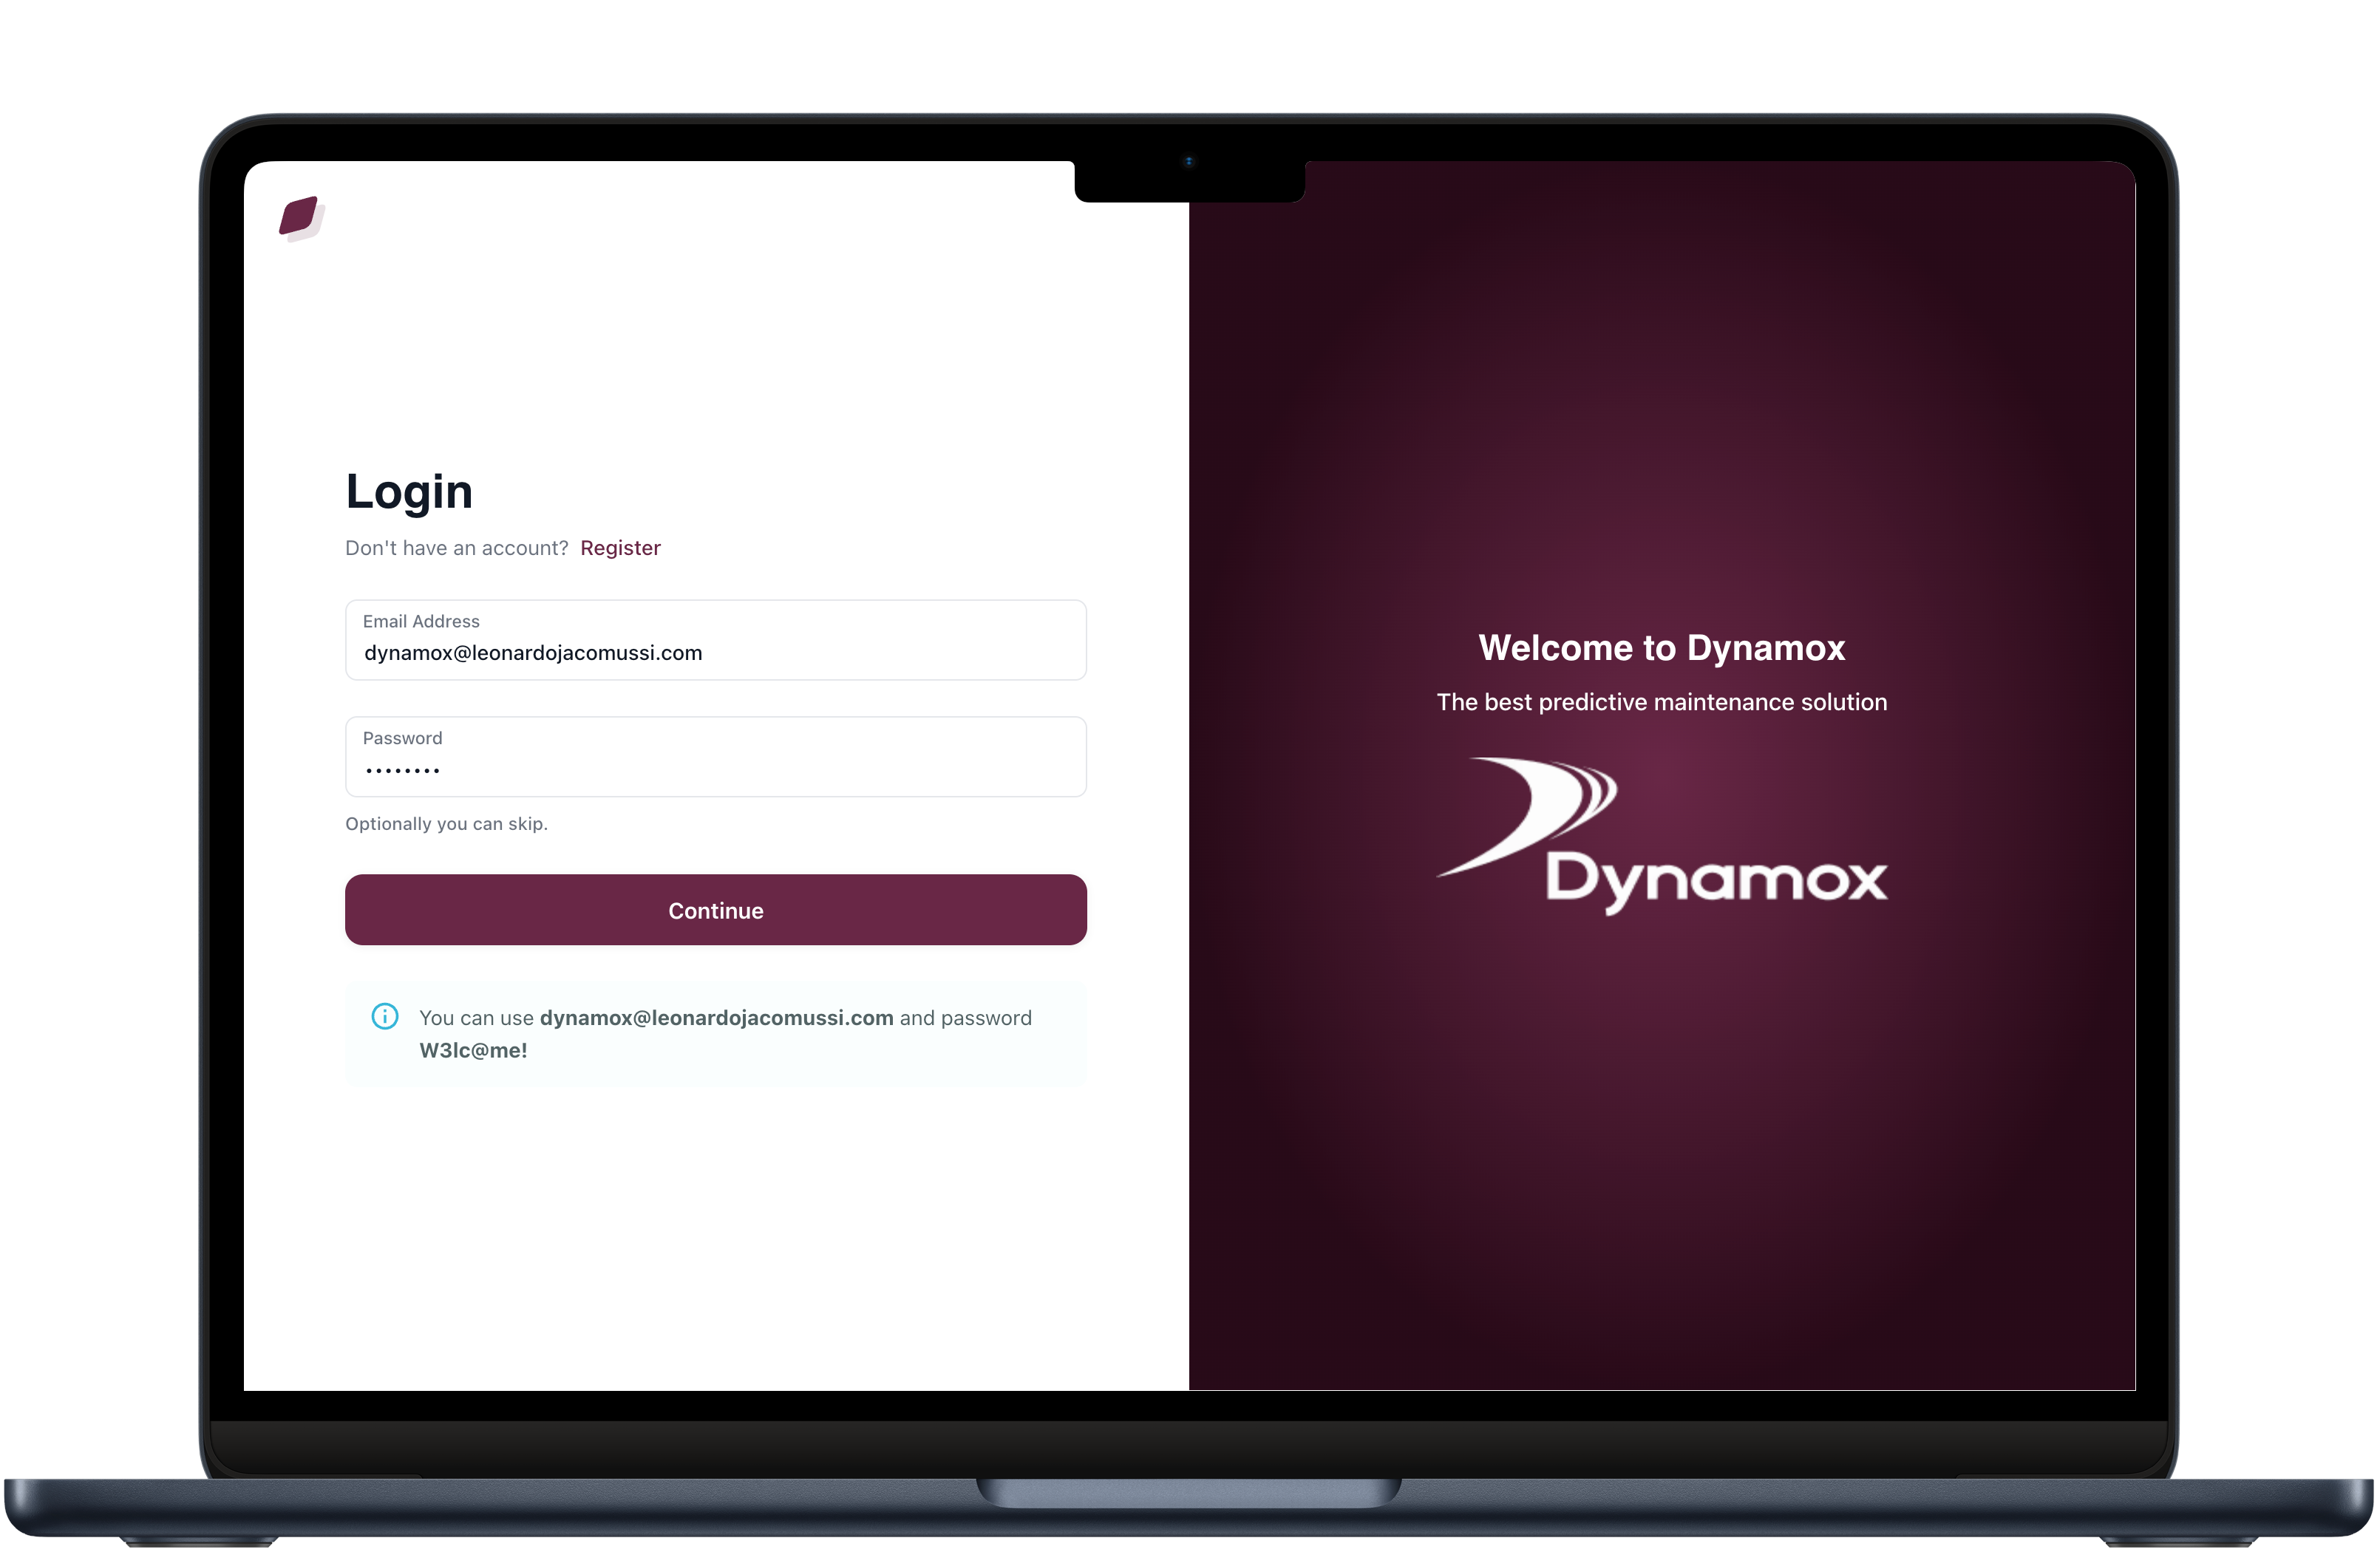 Login
Don't have an account? Register
Email Address
dynamox@leonardojacomussi.com
Password
••••••••
Optionally you can skip.
Continue
You can use dynamox@leonardojacomussi.com and password
W3lc@me!
Welcome to Dynamox
The best predictive maintenance solution
Dynamox